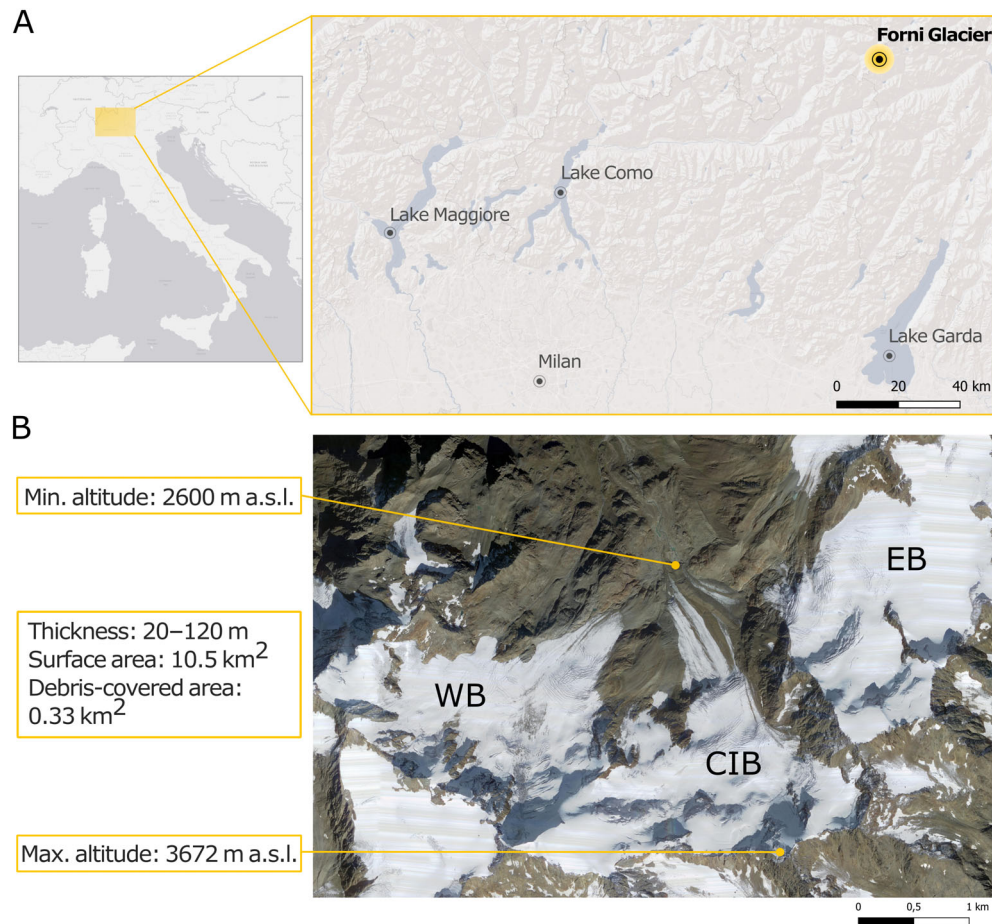 A
Forni Glacier
Lake Como
Lake Maggiore
Lake Garda
Milan
0 20 40 km
B
Min. altitude: 2600 m a.s.l.
EB
Thickness: 20–120 m
Surface area: 10.5 km²
Debris-covered area:
0.33 km²
WB
CIB
Max. altitude: 3672 m a.s.l.
0 0,5 1 km